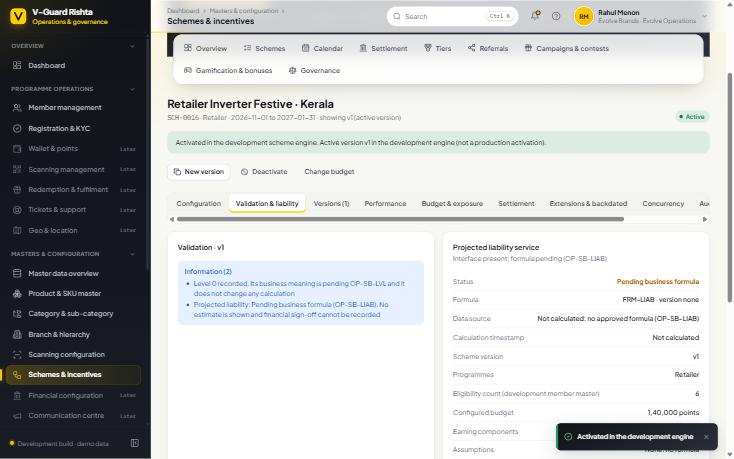 V-Guard Rishta
Operations & governance
OVERVIEW
Dashboard
PROGRAMME OPERATIONS
Member management
Registration & KYC
Wallet & points Later
Scanning management Later
Redemption & fulfilment Later
Tickets & support Later
Geo & location Later
MASTERS & CONFIGURATION
Master data overview
Product & SKU master
Category & sub-category
Branch & hierarchy
Scanning configuration
Schemes & incentives
Financial configuration Later
Communication centre Later
Development build · demo data
Dashboard > Masters & configuration >
Schemes & incentives
Search Ctrl K
RM Rahul Menon
Evolve Brands · Evolve Operations
Overview Schemes Calendar Settlement Tiers Referrals Campaigns & contests
Gamification & bonuses Governance
Retailer Inverter Festive · Kerala
SCH-0016 · Retailer · 2026-11-01 to 2027-01-31 · showing v1 (active version)
Active
Activated in the development scheme engine. Active version v1 in the development engine (not a production activation).
New version Deactivate Change budget
Configuration Validation & liability Versions (1) Performance Budget & exposure Settlement Extensions & backdated Concurrency Au
Validation · v1
Information (2)
Level 0 recorded. Its business meaning is pending OP-SB-LVL and it
does not change any calculation
Projected liability: Pending business formula (OP-SB-LIAB). No
estimate is shown and financial sign-off cannot be recorded
Projected liability service
Interface present; formula pending (OP-SB-LIAB)
Status Pending business formula
Formula FRM-LIAB · version none
Data source Not calculated: no approved formula (OP-SB-LIAB)
Calculation timestamp Not calculated
Scheme version v1
Programmes Retailer
Eligibility count (development member master) 6
Configured budget 1,40,000 points
Earning components
Assumptions
Activated in the development engine